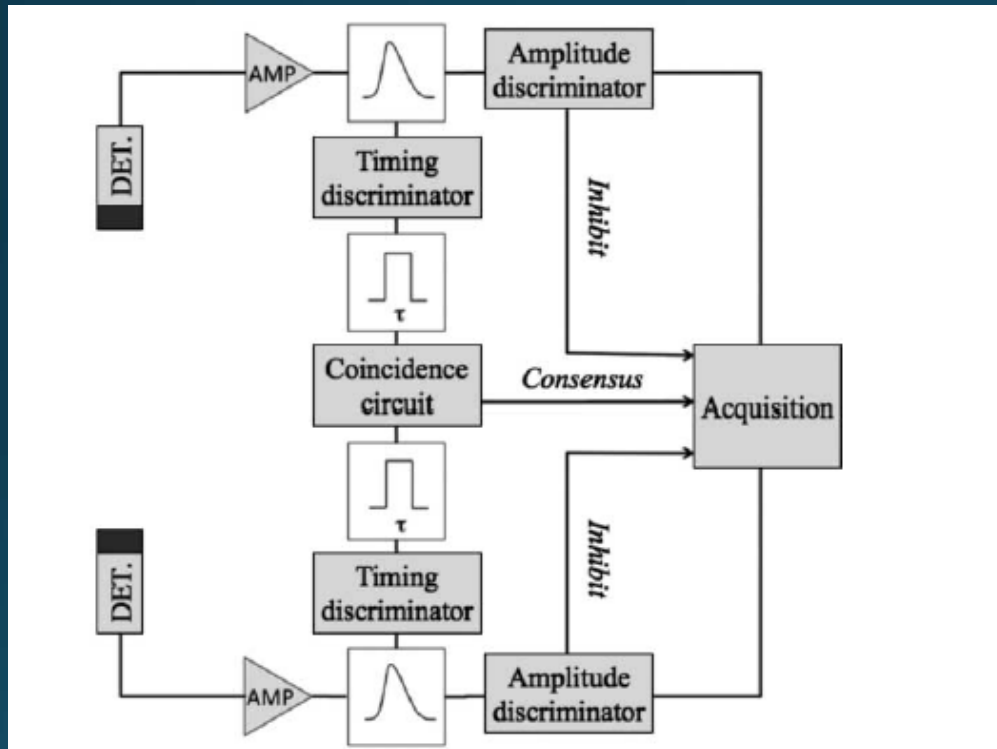 AMP
Amplitude
discriminator
DET.
Timing
discriminator
Inhibit
τ
Coincidence
circuit
Consensus
Acquisition
τ
Inhibit
DET.
Timing
discriminator
AMP
Amplitude
discriminator